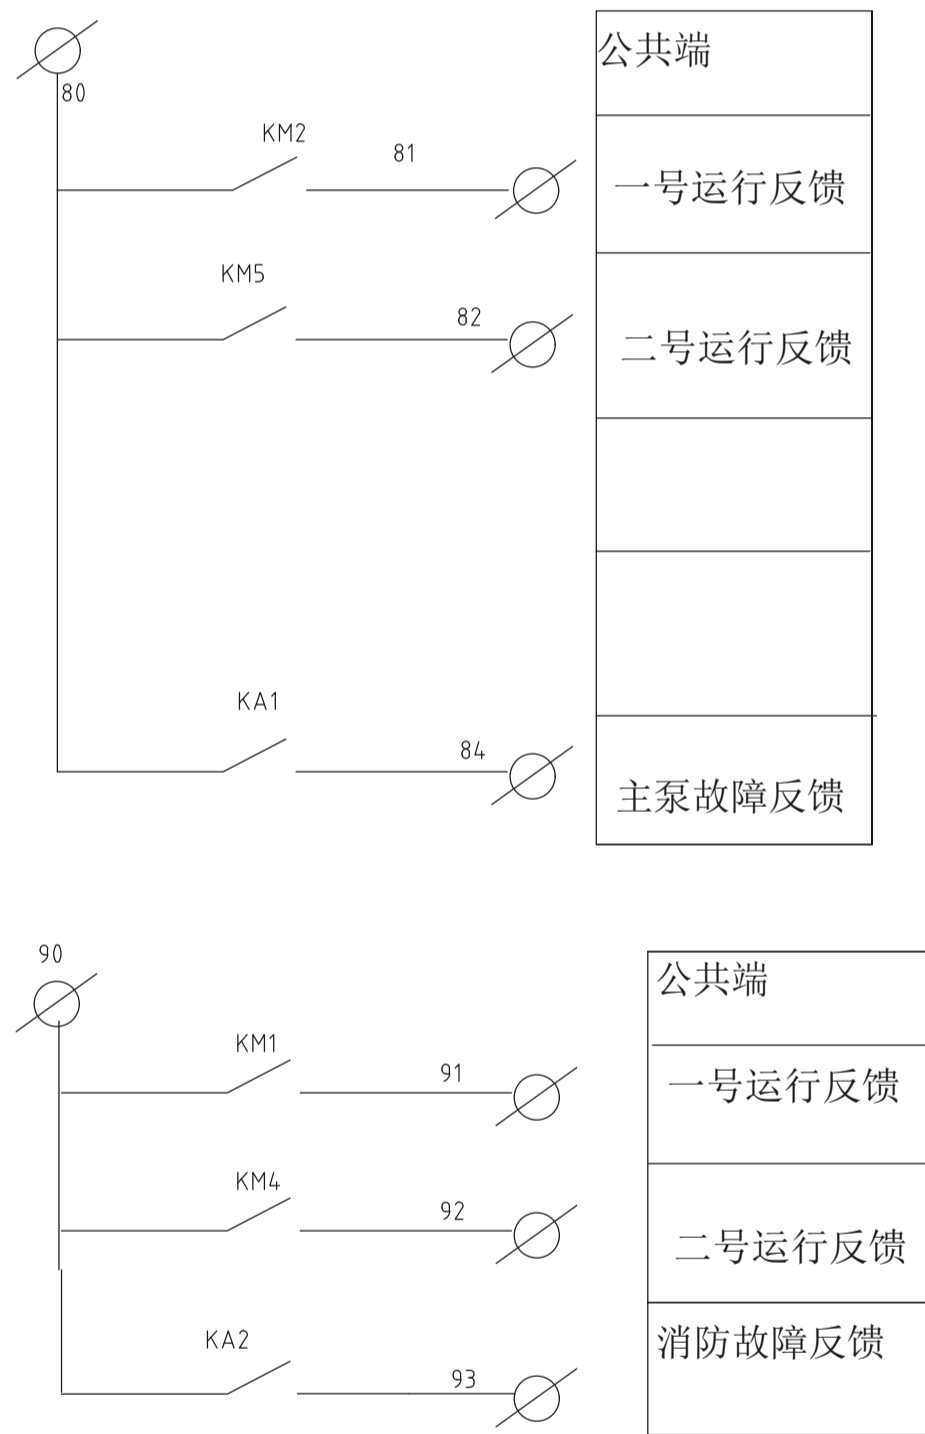 公共端
80
KM2
81
一号运行反馈
KM5
82
二号运行反馈
KA1
84
主泵故障反馈
90
公共端
KM1
91
一号运行反馈
KM4
92
二号运行反馈
KA2
93
消防故障反馈